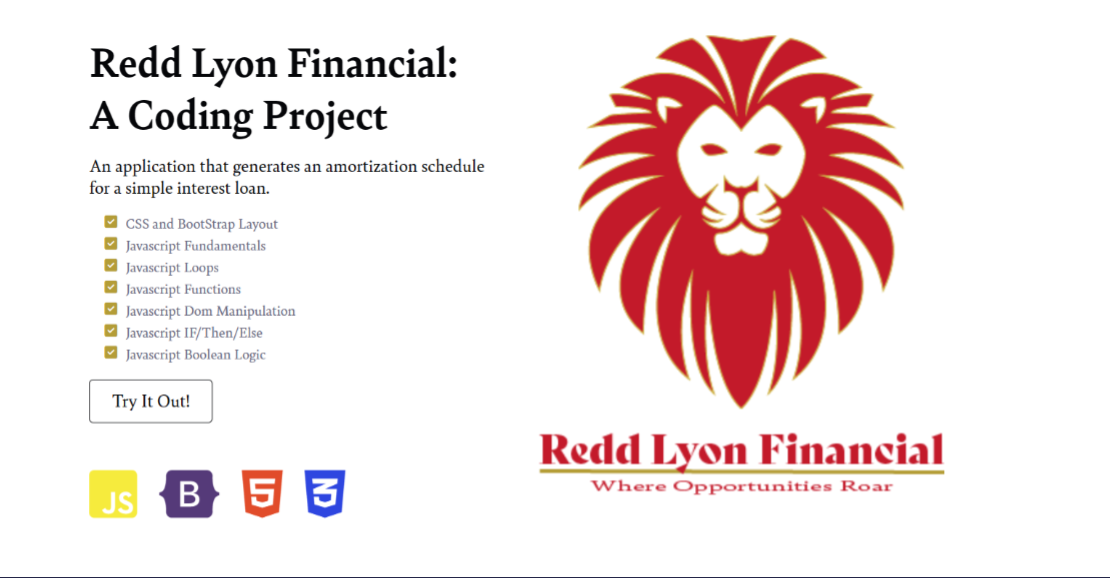 Redd Lyon Financial:
A Coding Project
An application that generates an amortization schedule
for a simple interest loan.
CSS and BootStrap Layout
Javascript Fundamentals
Javascript Loops
Javascript Functions
Javascript Dom Manipulation
Javascript IF/Then/Else
Javascript Boolean Logic
Try It Out!
JS
B
5
3
Redd Lyon Financial
Where Opportunities Roar